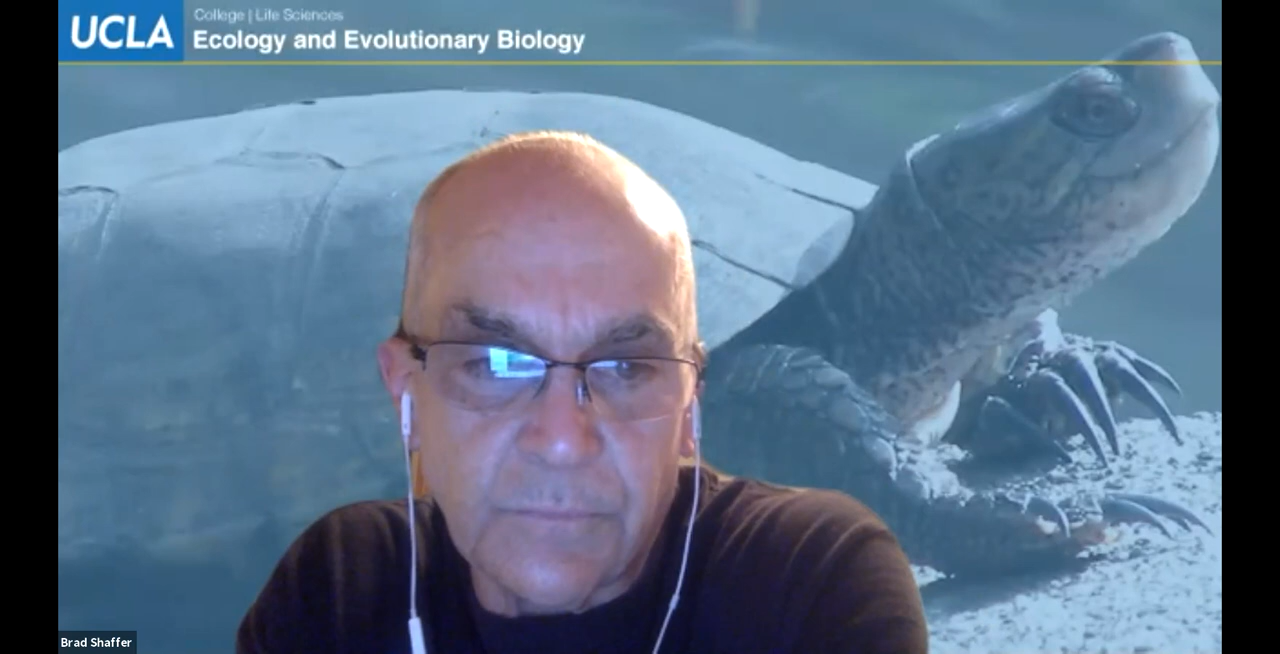 UCLA
College | Life Sciences
Ecology and Evolutionary Biology
Brad Shaffer